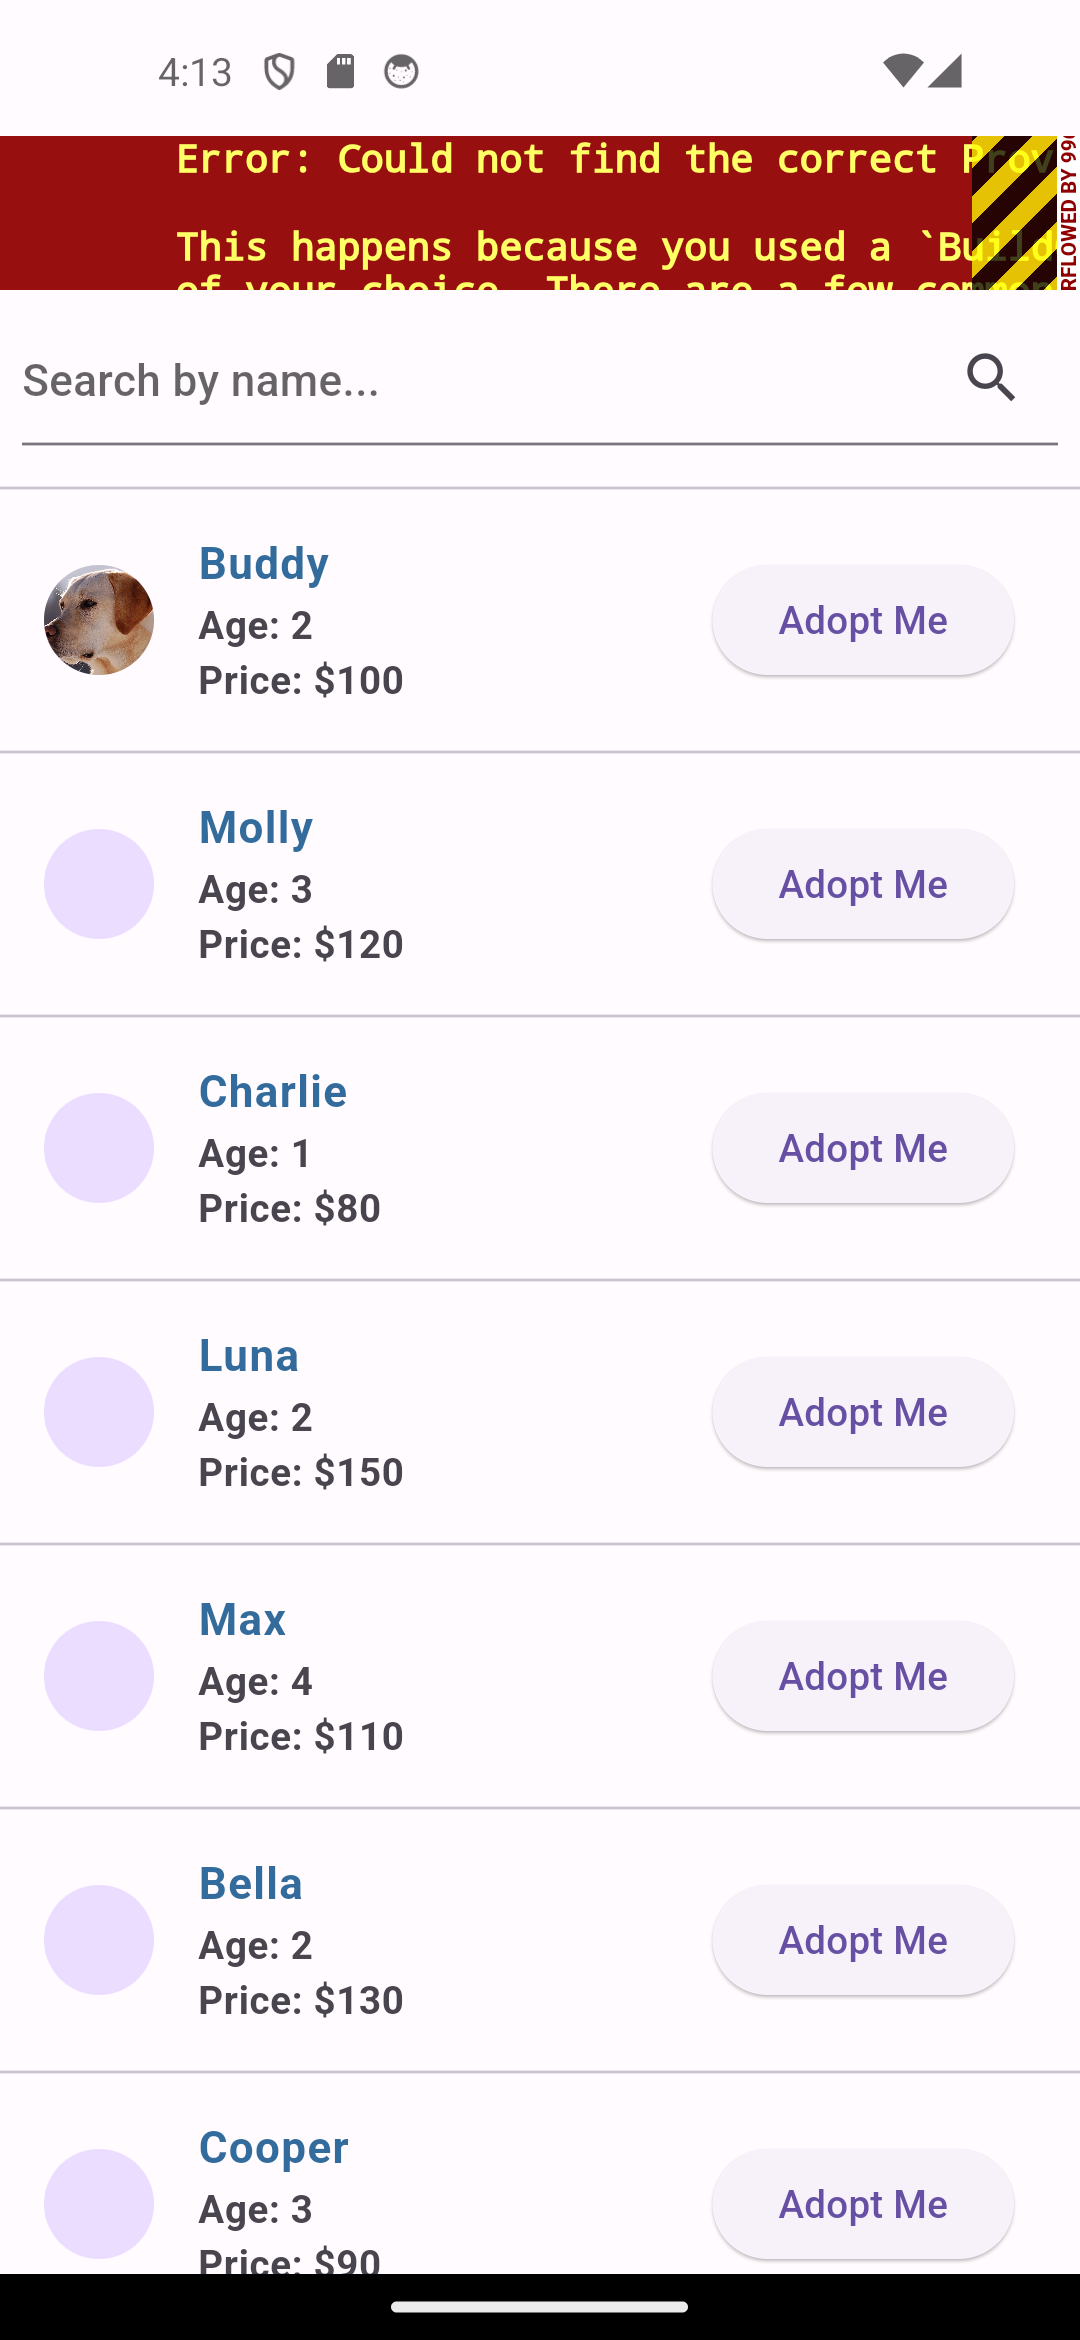 4:13
Error: Could not find the correct Prov
This happens because you used a `Build
of your choice. There are a few common
RFLOWED BY 99
Search by name...
Buddy
Age: 2
Price: $100
Adopt Me
Molly
Age: 3
Price: $120
Adopt Me
Charlie
Age: 1
Price: $80
Adopt Me
Luna
Age: 2
Price: $150
Adopt Me
Max
Age: 4
Price: $110
Adopt Me
Bella
Age: 2
Price: $130
Adopt Me
Cooper
Age: 3
Price: $90
Adopt Me